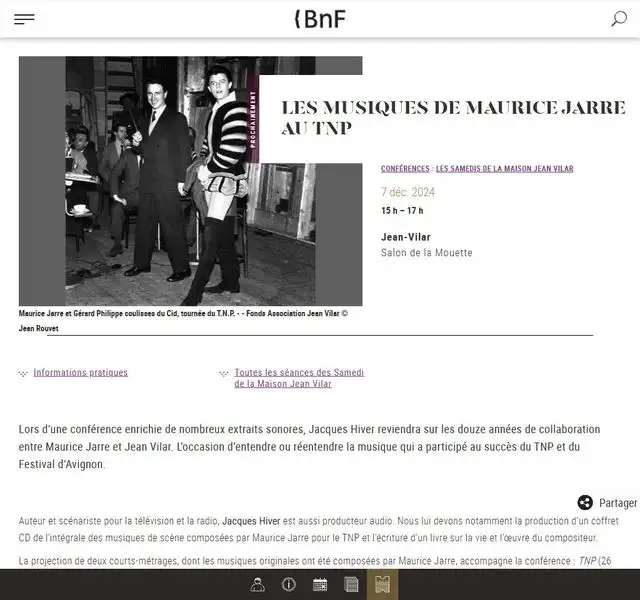 BnF
PROCHAINEMENT
LES MUSIQUES DE MAURICE JARRE
AU TNP
CONFÉRENCES : LES SAMEDIS DE LA MAISON JEAN VILAR
7 déc. 2024
15 h – 17 h
Jean-Vilar
Salon de la Mouette
Maurice Jarre et Gérard Philippe coulisses du Cid, tournée du T.N.P. - - Fonds Association Jean Vilar ©
Jean Rouvet
Informations pratiques
Toutes les séances des Samedi
de la Maison Jean Vilar
Lors d’une conférence enrichie de nombreux extraits sonores, Jacques Hiver reviendra sur les douze années de collaboration
entre Maurice Jarre et Jean Vilar. L’occasion d’entendre ou réentendre la musique qui a participé au succès du TNP et du
Festival d’Avignon.
Partager
Auteur et scénariste pour la télévision et la radio, Jacques Hiver est aussi producteur audio. Nous lui devons notamment la production d’un coffret
CD de l’intégrale des musiques de scène composées par Maurice Jarre pour le TNP et l’écriture d’un livre sur la vie et l’œuvre du compositeur.
La projection de deux courts-métrages, dont les musiques originales ont été composées par Maurice Jarre, accompagne la conférence : TNP (26